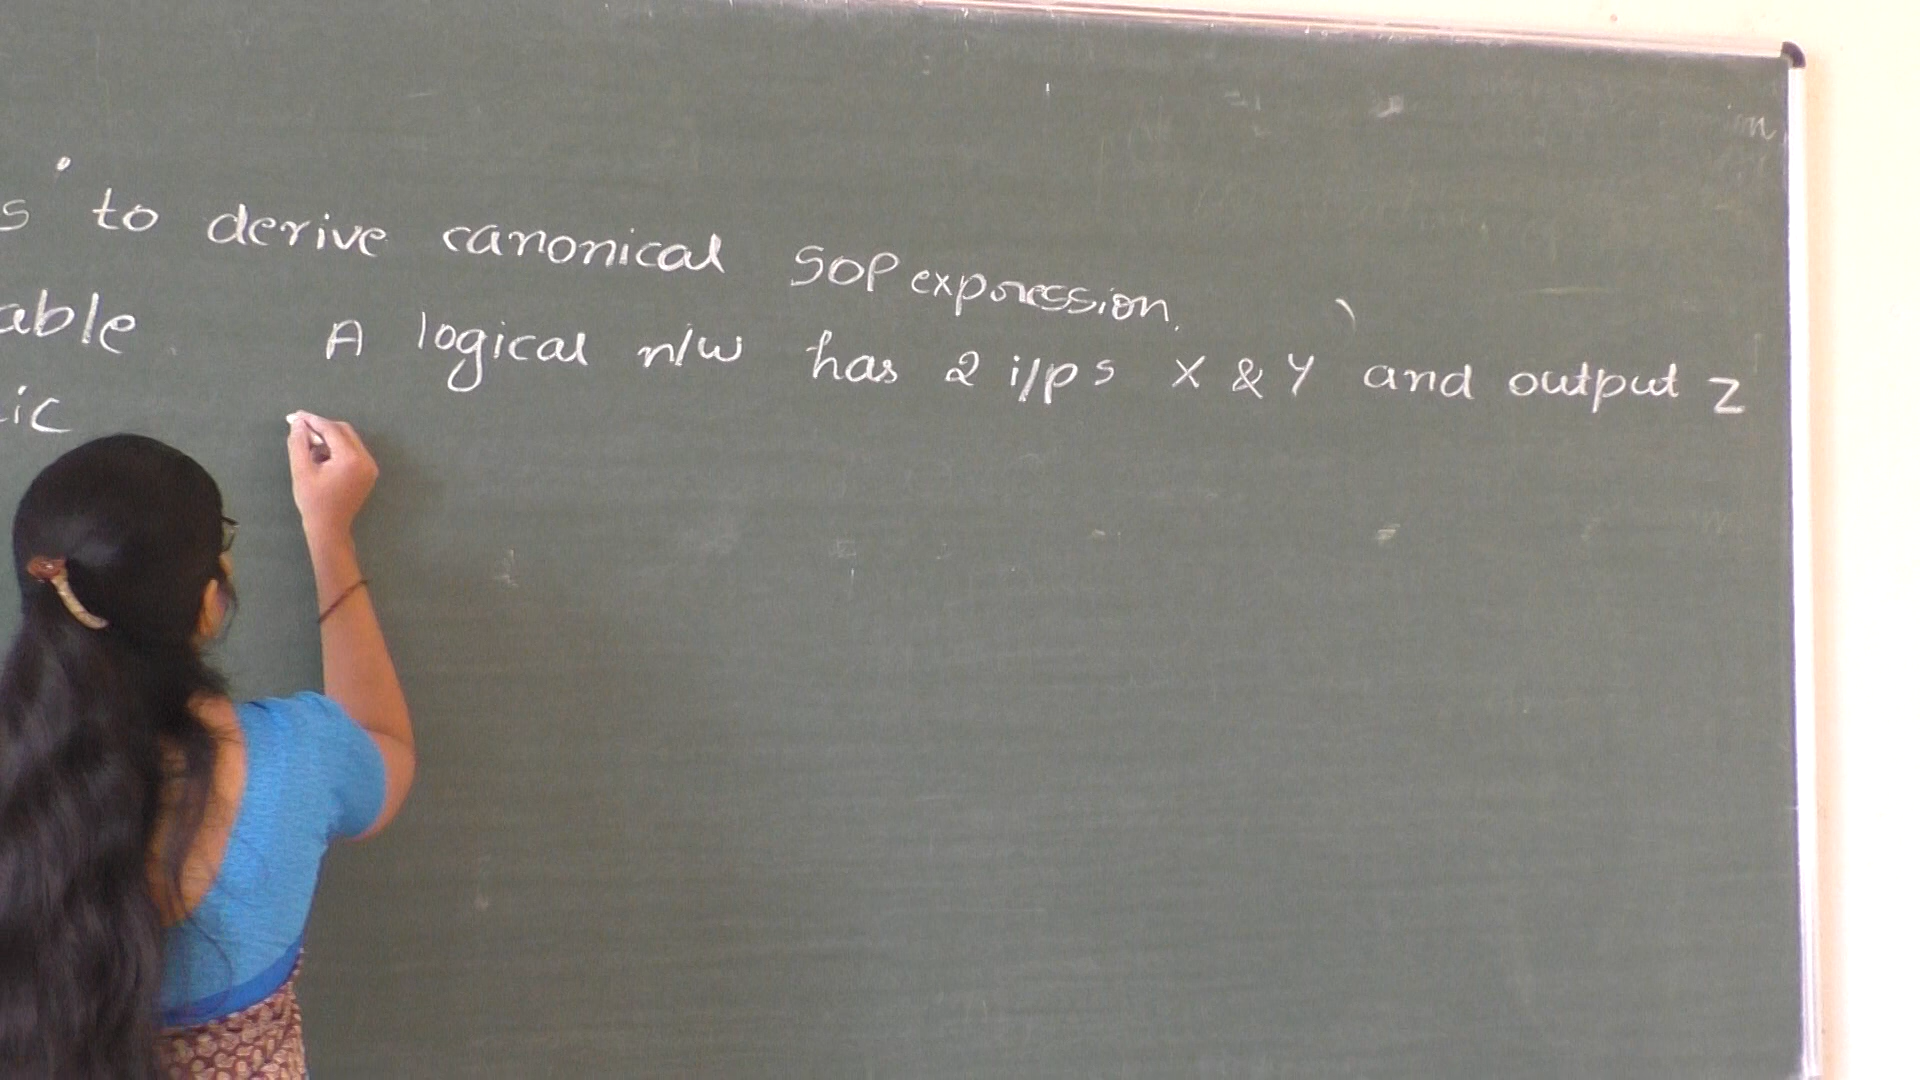 s to derive canonical SOP expression.
able A logical n/w has 2 i/ps X & Y and output Z
ic